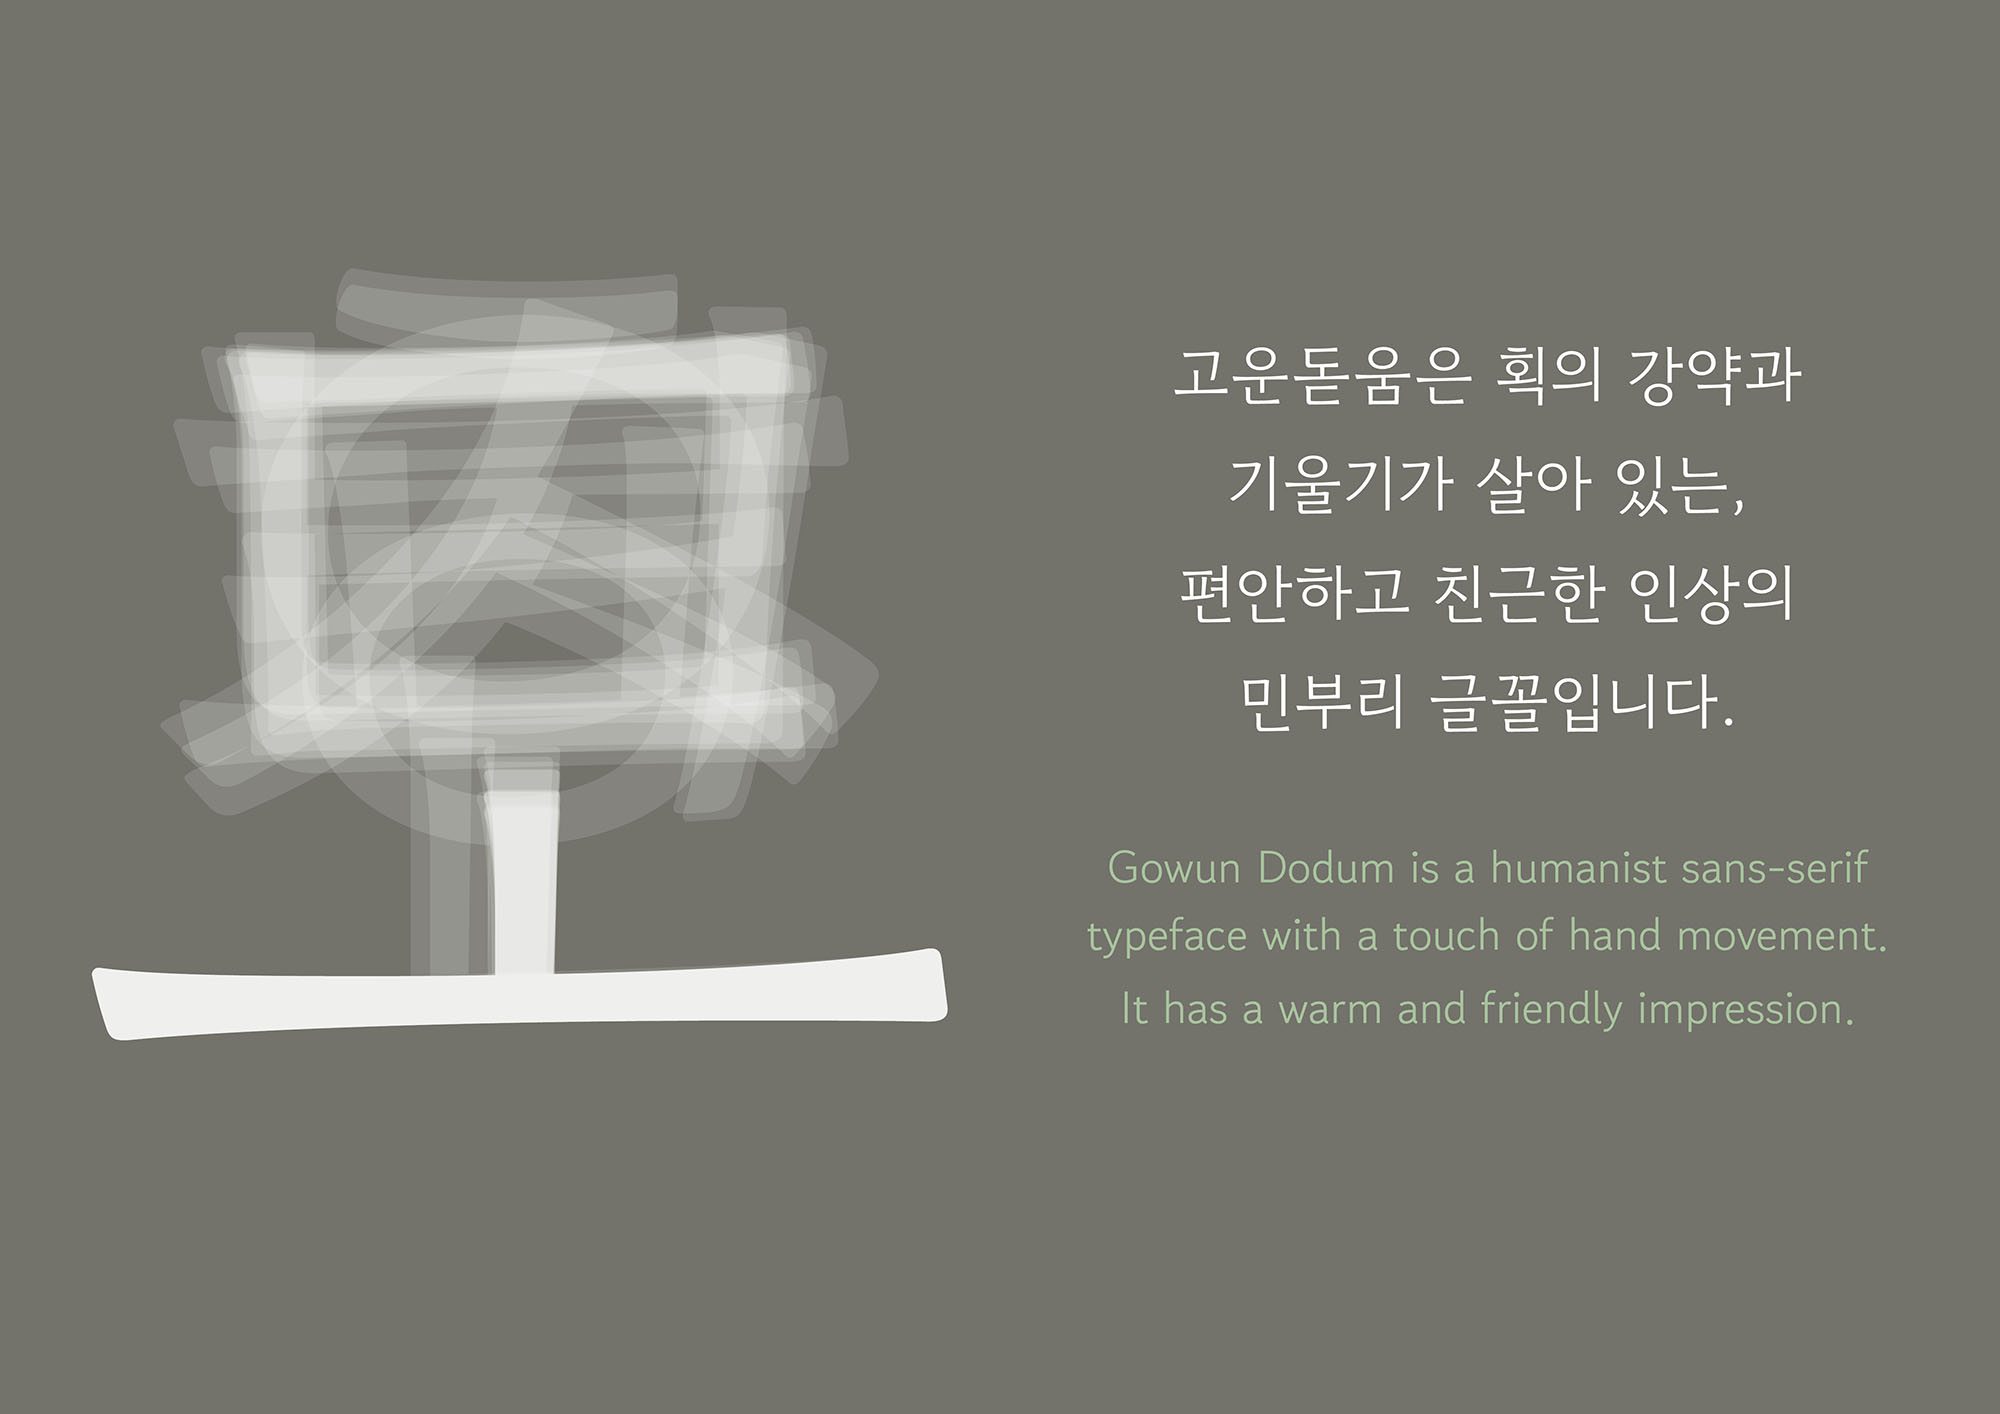 고운돋움은 획의 강약과
기울기가 살아 있는,
편안하고 친근한 인상의
민부리 글꼴입니다.
Gowun Dodum is a humanist sans-serif
typeface with a touch of hand movement.
It has a warm and friendly impression.